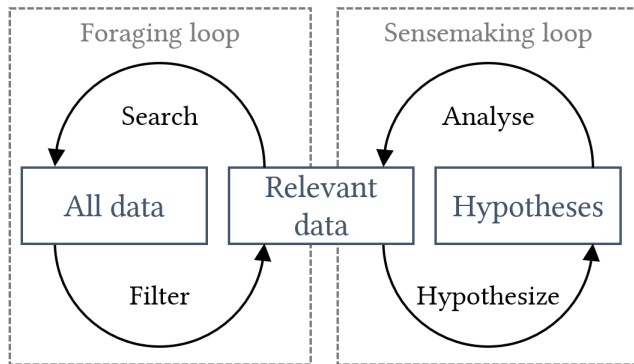 Foraging loop
Sensemaking loop
Search
Analyse
All data
Relevant
data
Hypotheses
Filter
Hypothesize